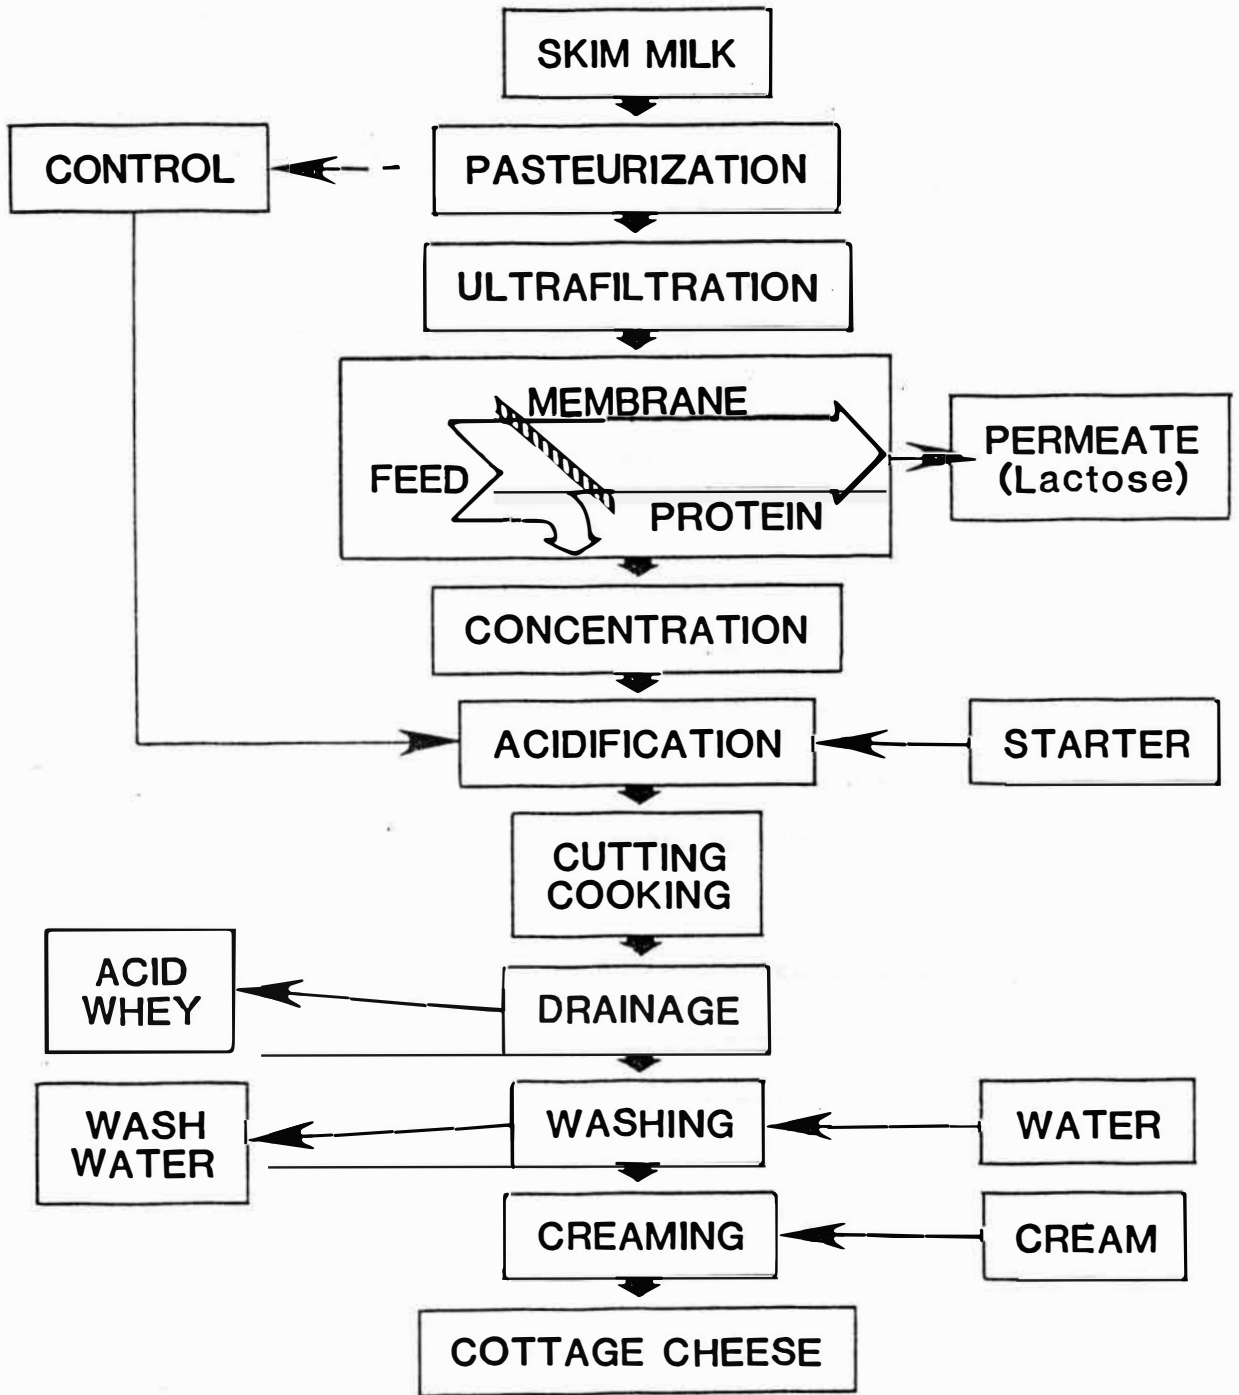 SKIM MILK
CONTROL
PASTEURIZATION
ULTRAFILTRATION
MEMBRANE
FEED
PROTEIN
PERMEATE
(Lactose)
CONCENTRATION
ACIDIFICATION
STARTER
CUTTING
COOKING
ACID
WHEY
DRAINAGE
WASH
WATER
WASHING
WATER
CREAMING
CREAM
COTTAGE CHEESE